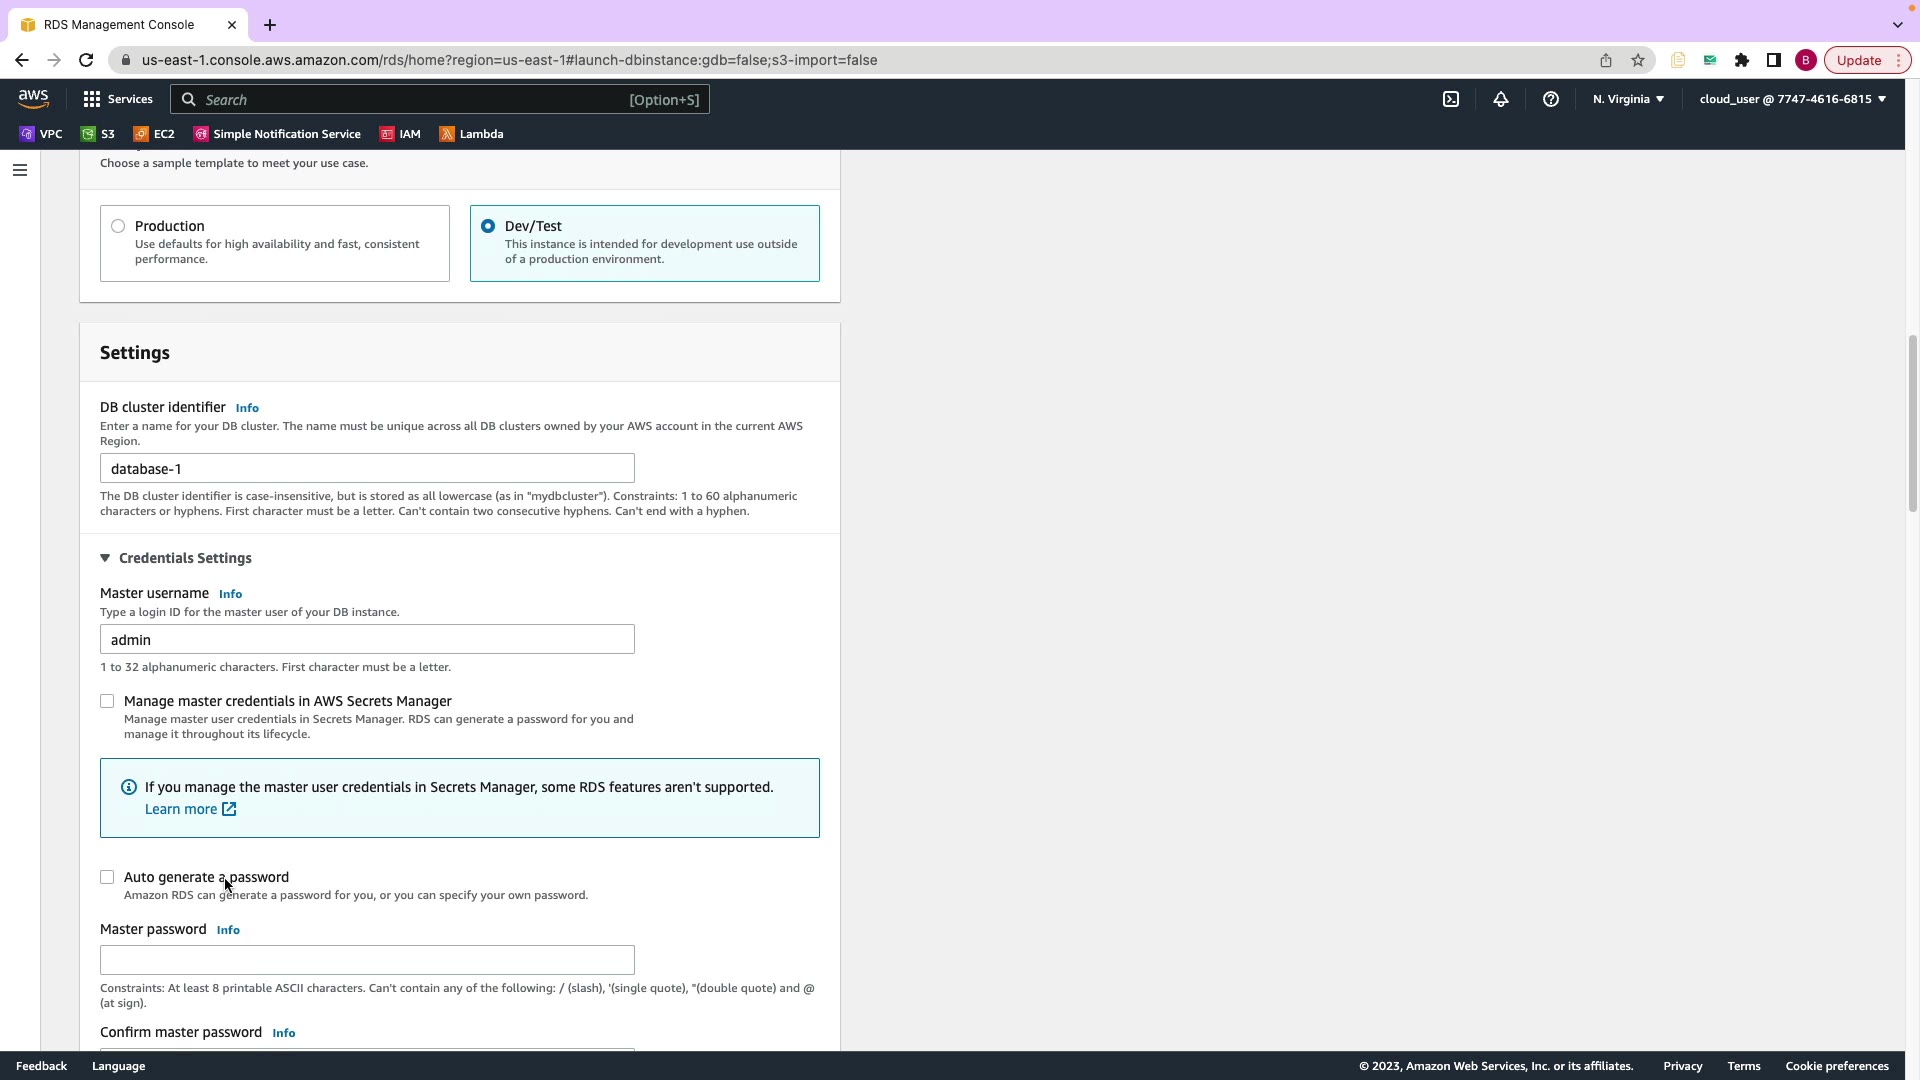 RDS Management Console
us-east-1.console.aws.amazon.com/rds/home?region=us-east-1#launch-dbinstance:gdb=false;s3-import=false
B
Update
aws
Services
Search
[Option+S]
N. Virginia
cloud_user @ 7747-4616-6815
VPC
S3
EC2
Simple Notification Service
IAM
Lambda
Choose a sample template to meet your use case.
Production
Use defaults for high availability and fast, consistent
performance.
Dev/Test
This instance is intended for development use outside
of a production environment.
Settings
DB cluster identifier Info
Enter a name for your DB cluster. The name must be unique across all DB clusters owned by your AWS account in the current AWS
Region.
database-1
The DB cluster identifier is case-insensitive, but is stored as all lowercase (as in "mydbcluster"). Constraints: 1 to 60 alphanumeric
characters or hyphens. First character must be a letter. Can't contain two consecutive hyphens. Can't end with a hyphen.
Credentials Settings
Master username Info
Type a login ID for the master user of your DB instance.
admin
1 to 32 alphanumeric characters. First character must be a letter.
Manage master credentials in AWS Secrets Manager
Manage master user credentials in Secrets Manager. RDS can generate a password for you and
manage it throughout its lifecycle.
If you manage the master user credentials in Secrets Manager, some RDS features aren't supported.
Learn more
Auto generate a password
Amazon RDS can generate a password for you, or you can specify your own password.
Master password Info
Constraints: At least 8 printable ASCII characters. Can't contain any of the following: / (slash), '(single quote), "(double quote) and @
(at sign).
Confirm master password Info
Feedback
Language
© 2023, Amazon Web Services, Inc. or its affiliates.
Privacy
Terms
Cookie preferences